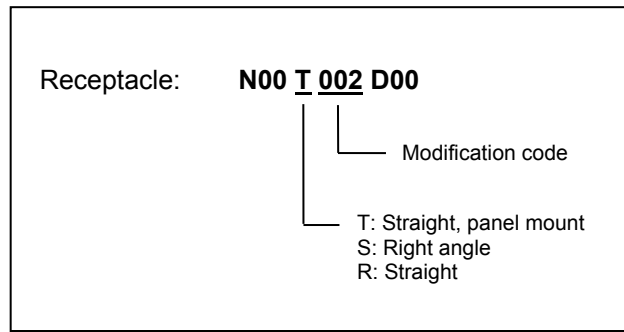 Receptacle: N00 T 002 D00
Modification code
T: Straight, panel mount
S: Right angle
R: Straight